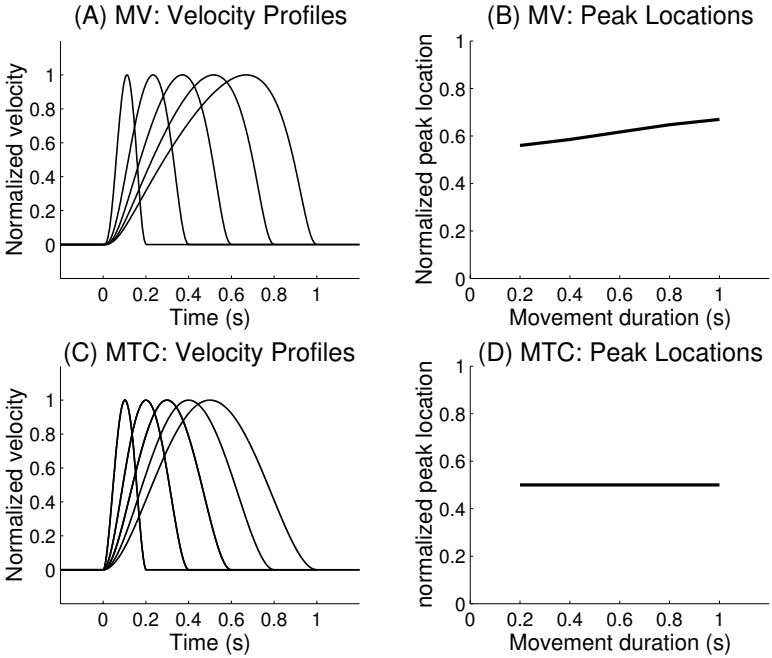 (A) MV: Velocity Profiles
Normalized velocity
1
0.8
0.6
0.4
0.2
0
0 0.2 0.4 0.6 0.8 1
Time (s)
(B) MV: Peak Locations
Normalized peak location
1
0.8
0.6
0.4
0.2
0
0 0.2 0.4 0.6 0.8 1
Movement duration (s)
(C) MTC: Velocity Profiles
Normalized velocity
1
0.8
0.6
0.4
0.2
0
0 0.2 0.4 0.6 0.8 1
Time (s)
(D) MTC: Peak Locations
normalized peak location
1
0.8
0.6
0.4
0.2
0
0 0.2 0.4 0.6 0.8 1
Movement duration (s)